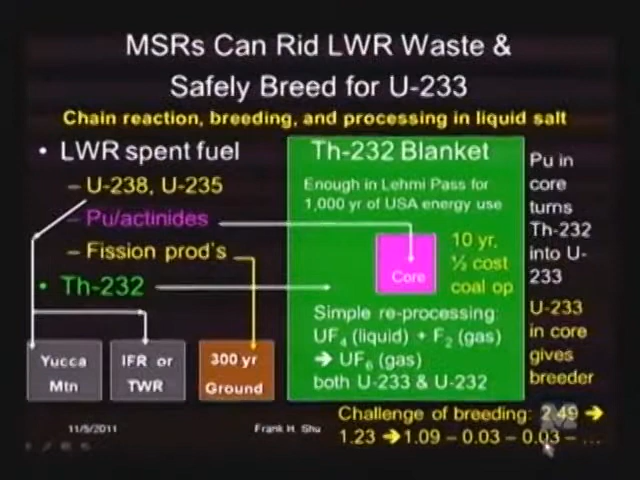 MSRs Can Rid LWR Waste &
Safely Breed for U-233
Chain reaction, breeding, and processing in liquid salt
• LWR spent fuel
– U-238, U-235
– Pu/actinides
– Fission prod's
• Th-232
Yucca
Mtn
IFR or
TWR
300 yr
Ground
Th-232 Blanket
Enough in Lehmi Pass for
1,000 yr of USA energy use
Core
10 yr,
½ cost
coal op
Simple re-processing:
UF₄ (liquid) + F₂ (gas)
➔ UF₆ (gas)
both U-233 & U-232
Pu in
core
turns
Th-232
into U-
233
U-233
in core
gives
breeder
Challenge of breeding: 2.49 ➔
1.23 ➔ 1.09 – 0.03 – 0.03 – ...
11/5/2011
Frank H. Shu